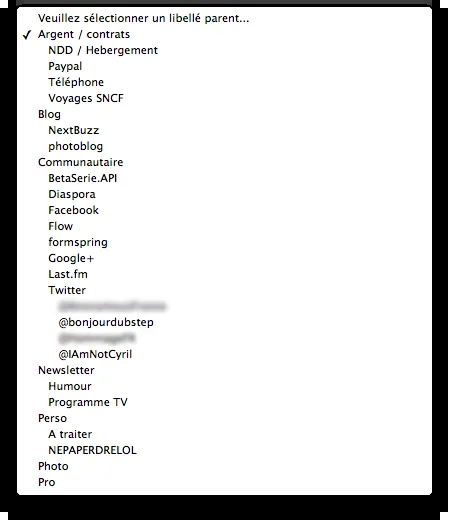 Veuillez sélectionner un libellé parent...
✓ Argent / contrats
NDD / Hebergement
Paypal
Téléphone
Voyages SNCF
Blog
NextBuzz
photoblog
Communautaire
BetaSerie.API
Diaspora
Facebook
Flow
formspring
Google+
Last.fm
Twitter
@bonjourdubstep
@IAmNotCyril
Newsletter
Humour
Programme TV
Perso
A traiter
NEPAPERDRELOL
Photo
Pro